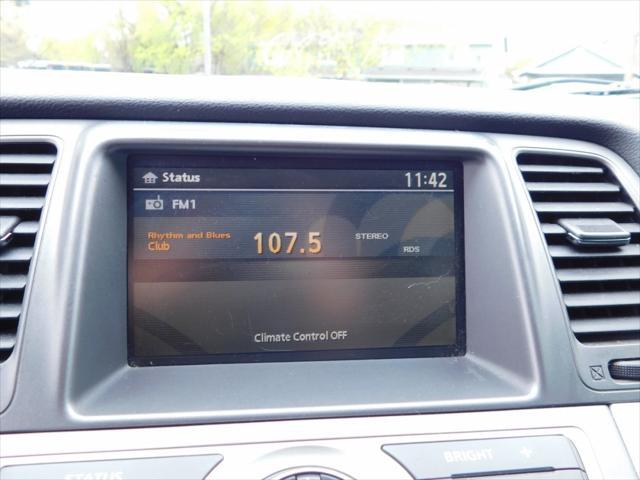 Status 11:42
FM1
Rhythm and Blues
Club 107.5 STEREO
RDS
Climate Control OFF
BRIGHT +
STATUS